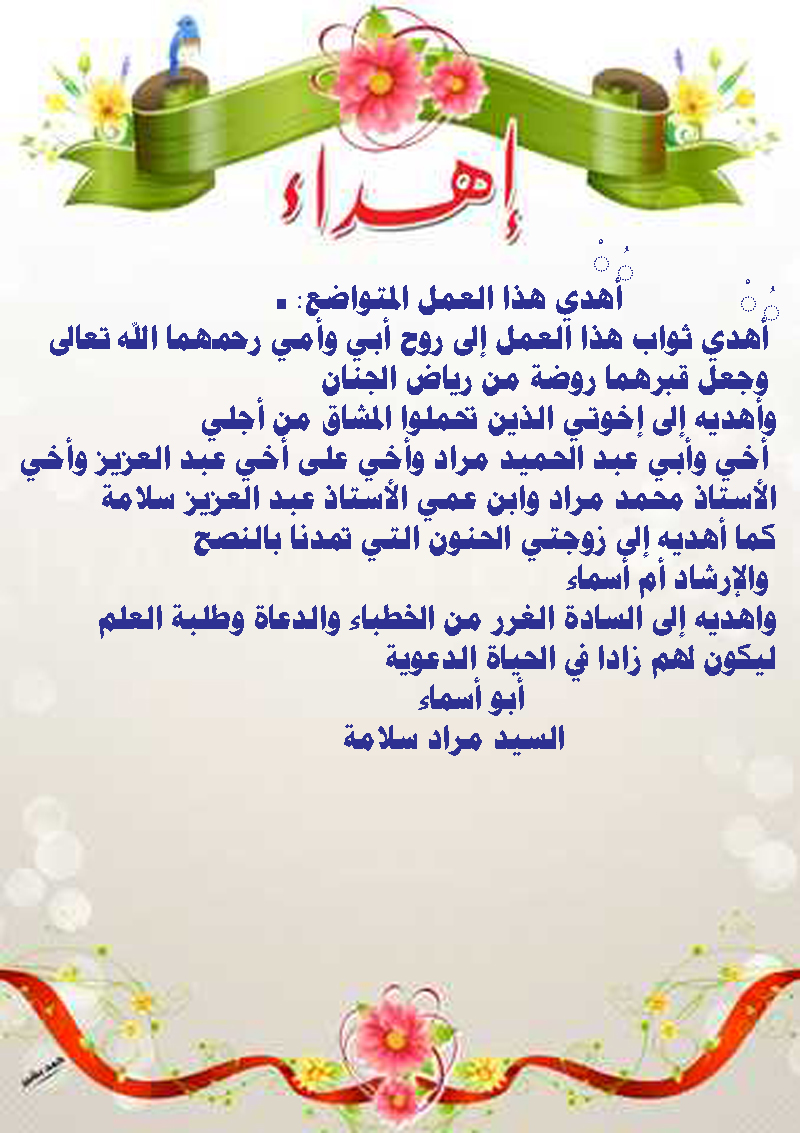 إهداء
أُهدي هذا العمل المتواضع: .
أُهدي ثواب هذا العمل إلى روح أبي وأمي رحمهما الله تعالى
وجعل قبرهما روضة من رياض الجنان
وأهديه إلى إخوتي الذين تحملوا المشاق من أجلي
أخي وأبي عبد الحميد مراد وأخي على أخي عبد العزيز وأخي
الأستاذ محمد مراد وابن عمي الأستاذ عبد العزيز سلامة
كما أهديه إلى زوجتي الحنون التي تمدنا بالنصح
والإرشاد أم أسماء
واهديه إلى السادة الغرر من الخطباء والدعاة وطلبة العلم
ليكون لهم زادا في الحياة الدعوية
أبو أسماء
السيد مراد سلامة